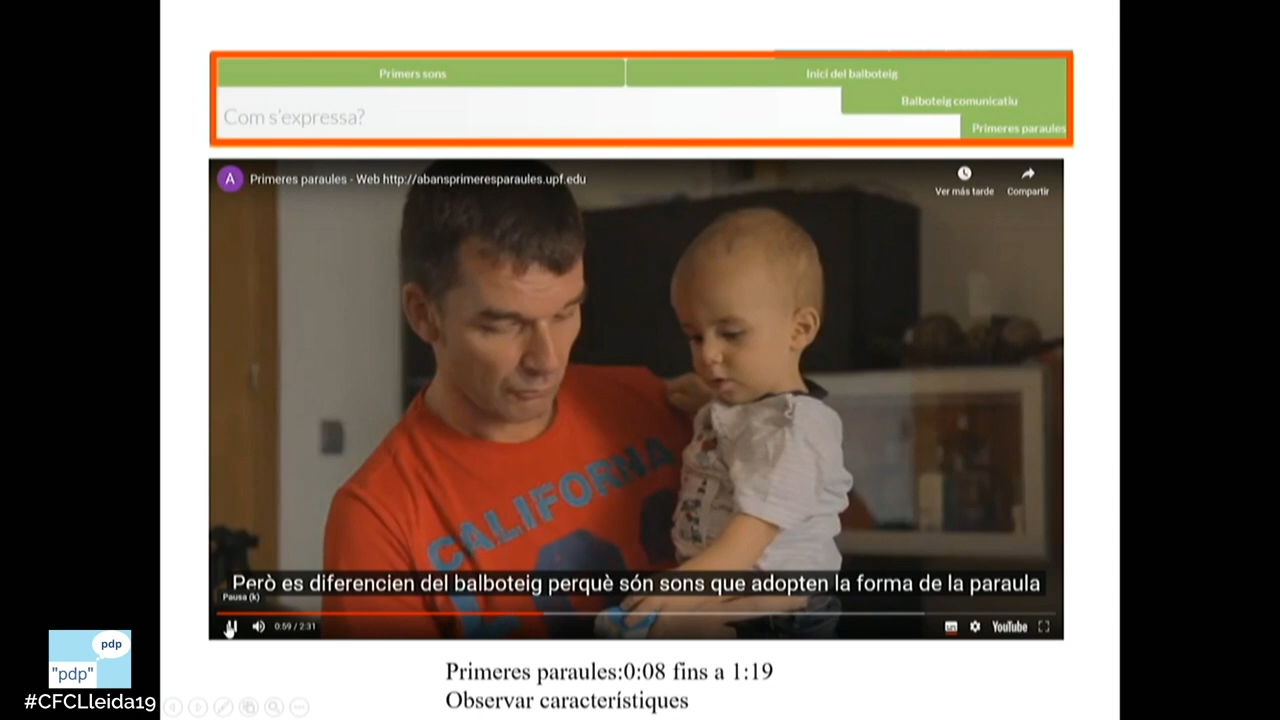 Primers sons
Inici del balboteig
Balboteig comunicatiu
Com s'expressa?
Primeres paraules
A
Primeres paraules - Web http://abansprimeresparaules.upf.edu
Ver más tarde
Compartir
CALIFORNA
Però es diferencien del balboteig perquè són sons que adopten la forma de la paraula
Pausa (k)
0:59 / 2:31
YouTube
Primeres paraules:0:08 fins a 1:19
Observar característiques
pdp
"pdp"
#CFCLleida19